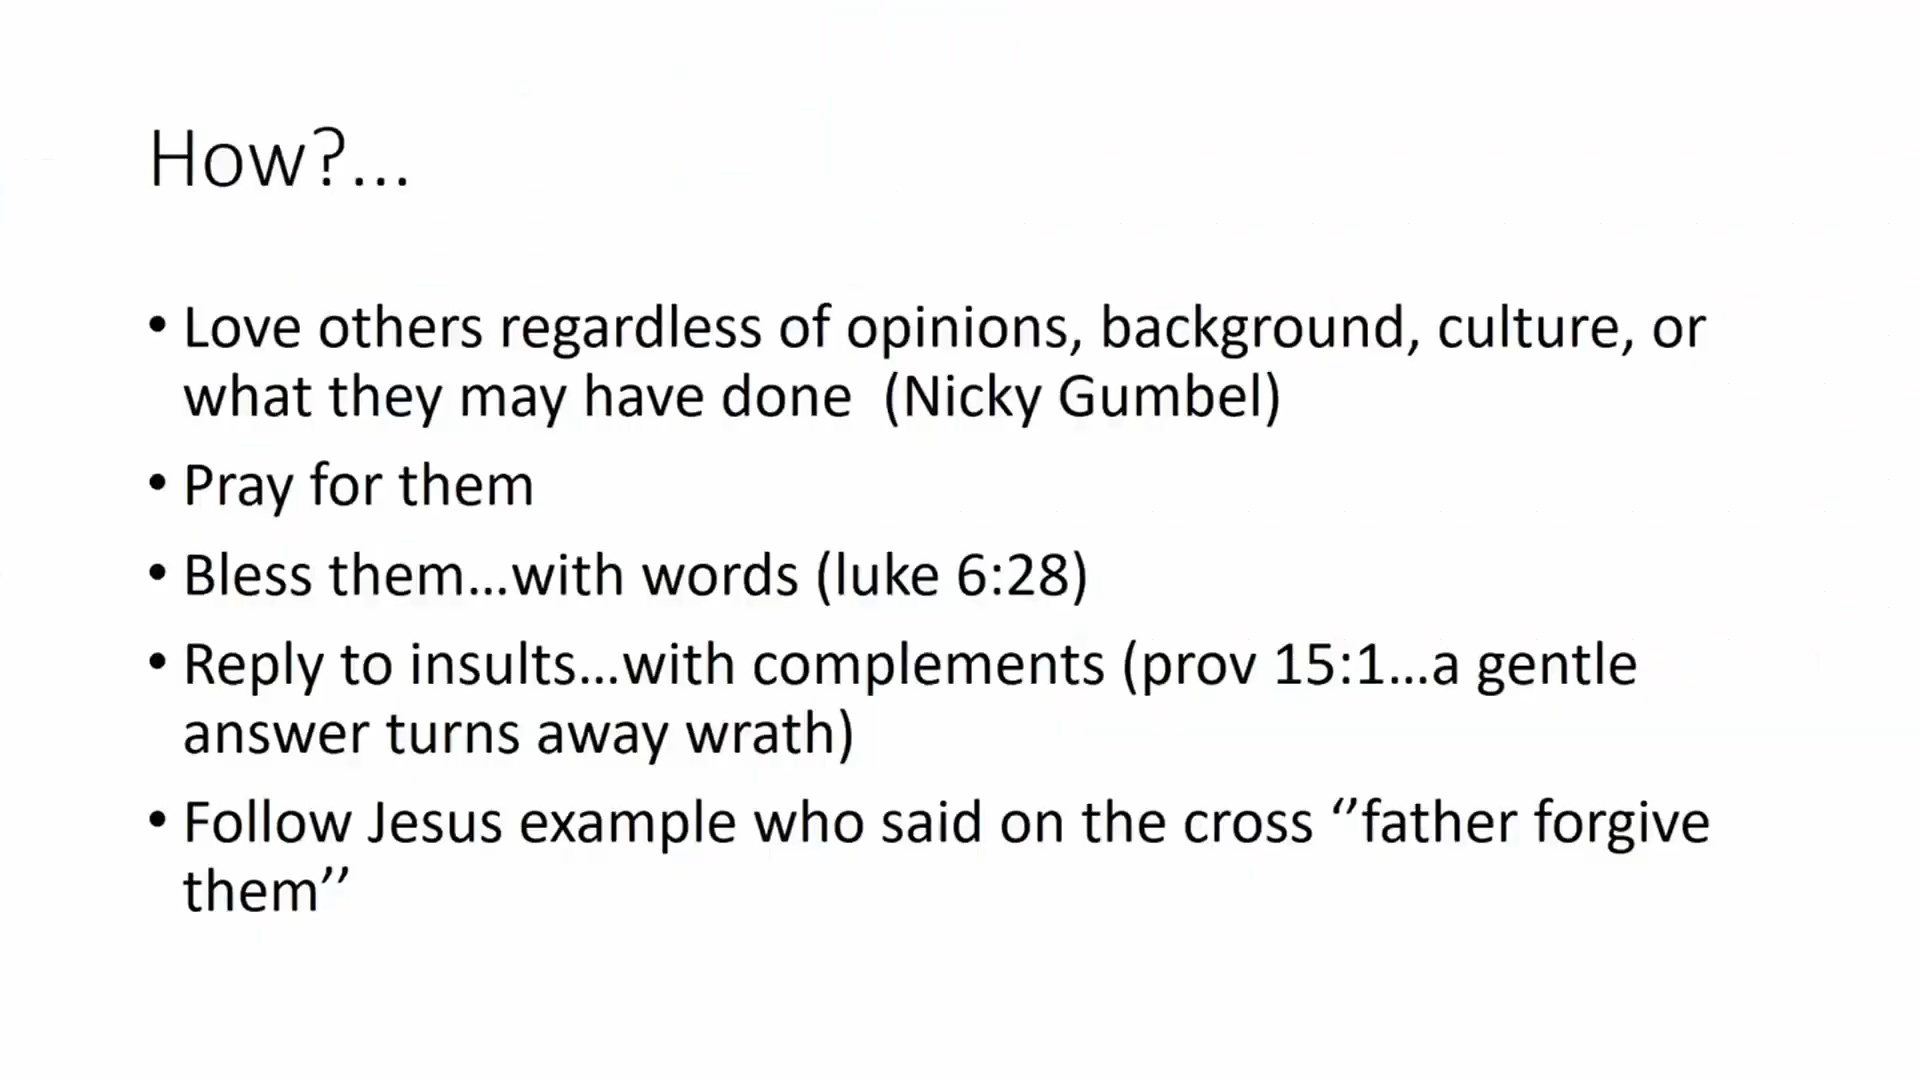 How?...
• Love others regardless of opinions, background, culture, or
what they may have done  (Nicky Gumbel)
• Pray for them
• Bless them...with words (luke 6:28)
• Reply to insults...with complements (prov 15:1...a gentle
answer turns away wrath)
• Follow Jesus example who said on the cross ‘’father forgive
them’’